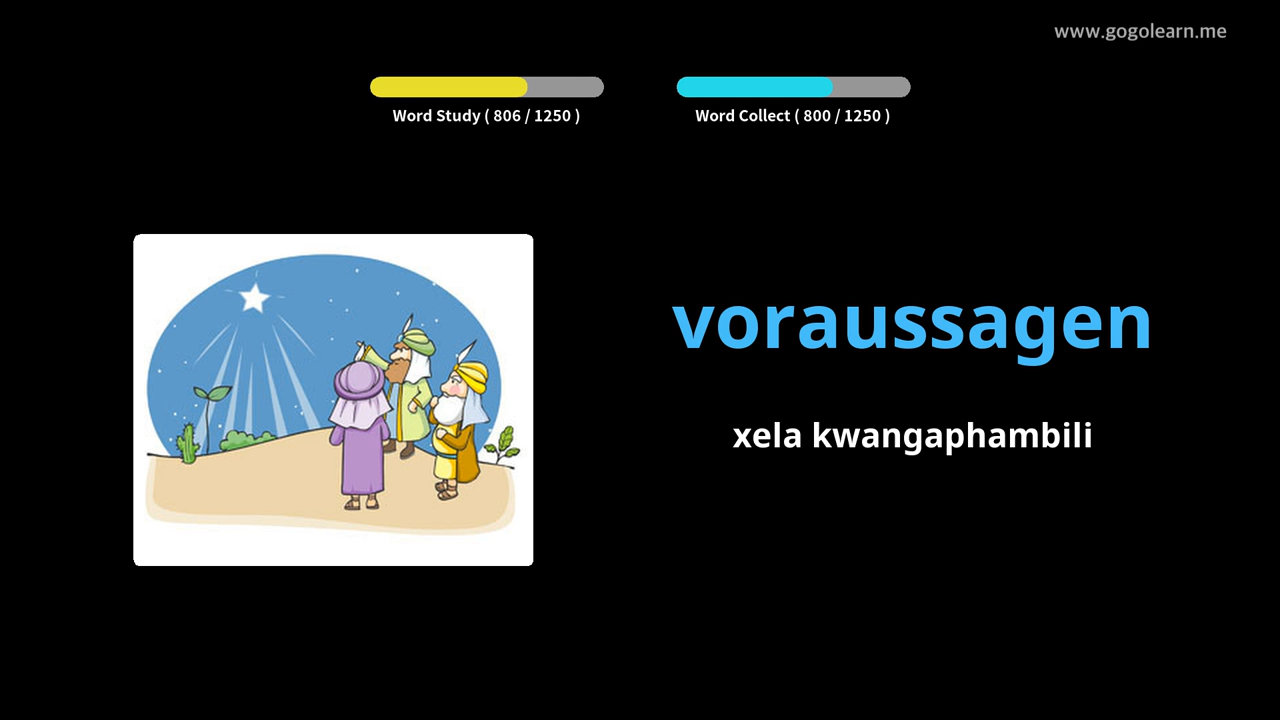 www.gogolearn.me
Word Study ( 806 / 1250 )
Word Collect ( 800 / 1250 )
voraussagen
xela kwangaphambili